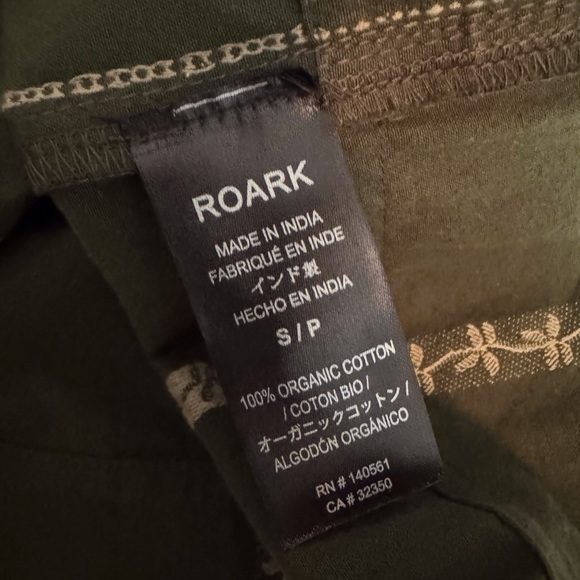 ROARK
MADE IN INDIA
FABRIQUÉ EN INDE
インド製
HECHO EN INDIA
S / P
100% ORGANIC COTTON
/ COTON BIO /
オーガニックコットン /
ALGODÓN ORGÁNICO
RN # 140561
CA # 32350